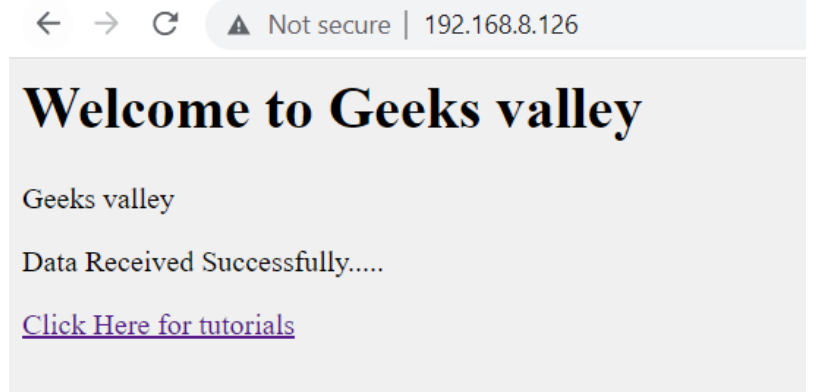 Not secure | 192.168.8.126
Welcome to Geeks valley
Geeks valley
Data Received Successfully.....
Click Here for tutorials